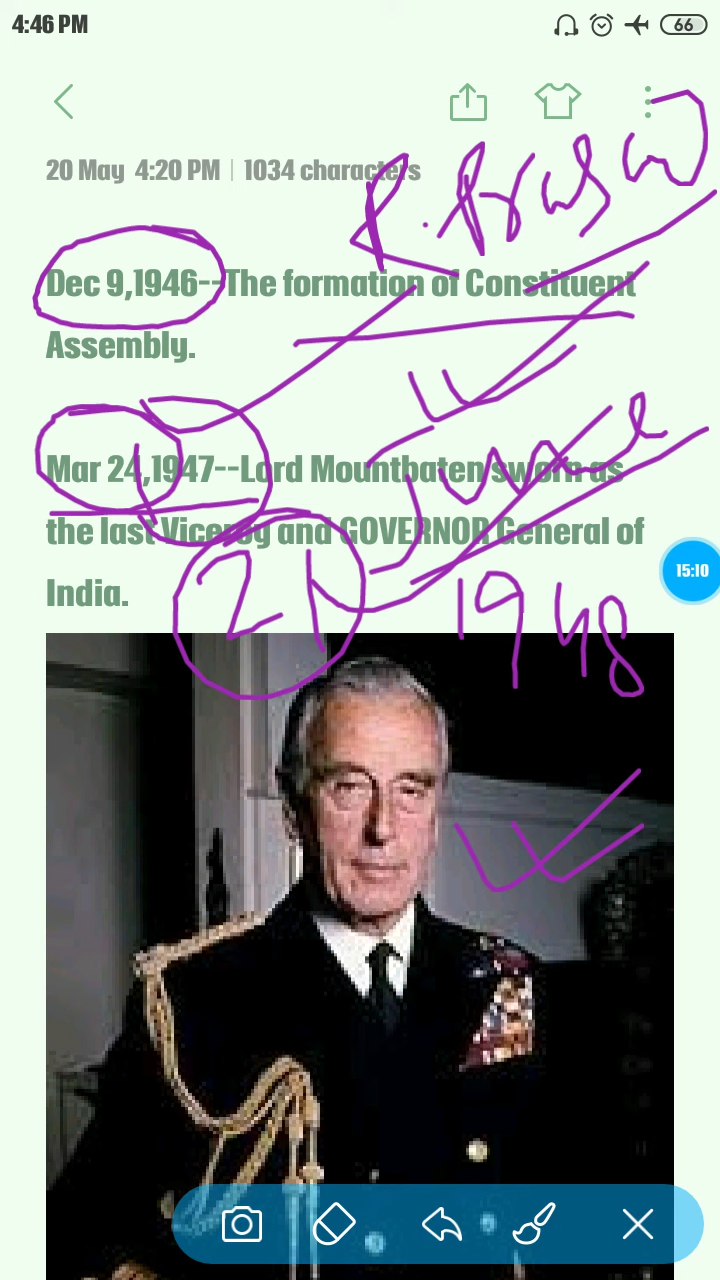 4:46 PM 66
20 May 4:20 PM | 1034 characters
R. Prasad
Dec 9,1946--The formation of Constituent
Assembly.
Mar 24,1947--Lord Mountbaten sworn as
the last Viceroy and GOVERNOR General of
India.
21 June
1948
15:10